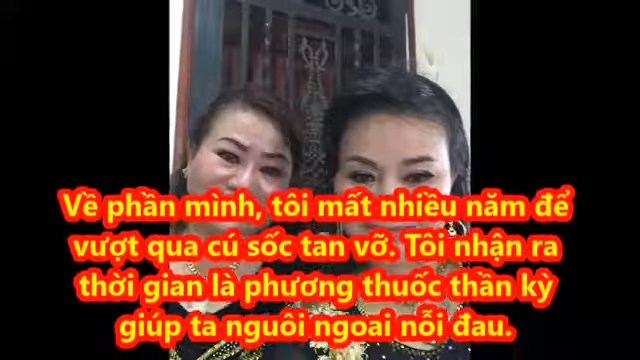 Về phần mình, tôi mất nhiều năm để
vượt qua cú sốc tan vỡ. Tôi nhận ra
thời gian là phương thuốc thần kỳ
giúp ta nguôi ngoai nỗi đau.